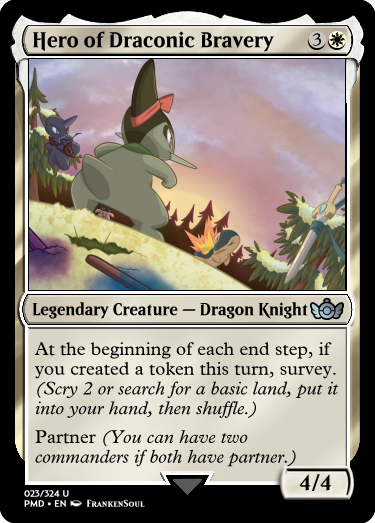 Hero of Draconic Bravery 3
Legendary Creature — Dragon Knight
At the beginning of each end step, if
you created a token this turn, survey.
(Scry 2 or search for a basic land, put it
into your hand, then shuffle.)
Partner (You can have two
commanders if both have partner.)
4/4
023/324 U
PMD • EN FRANKENSOUL